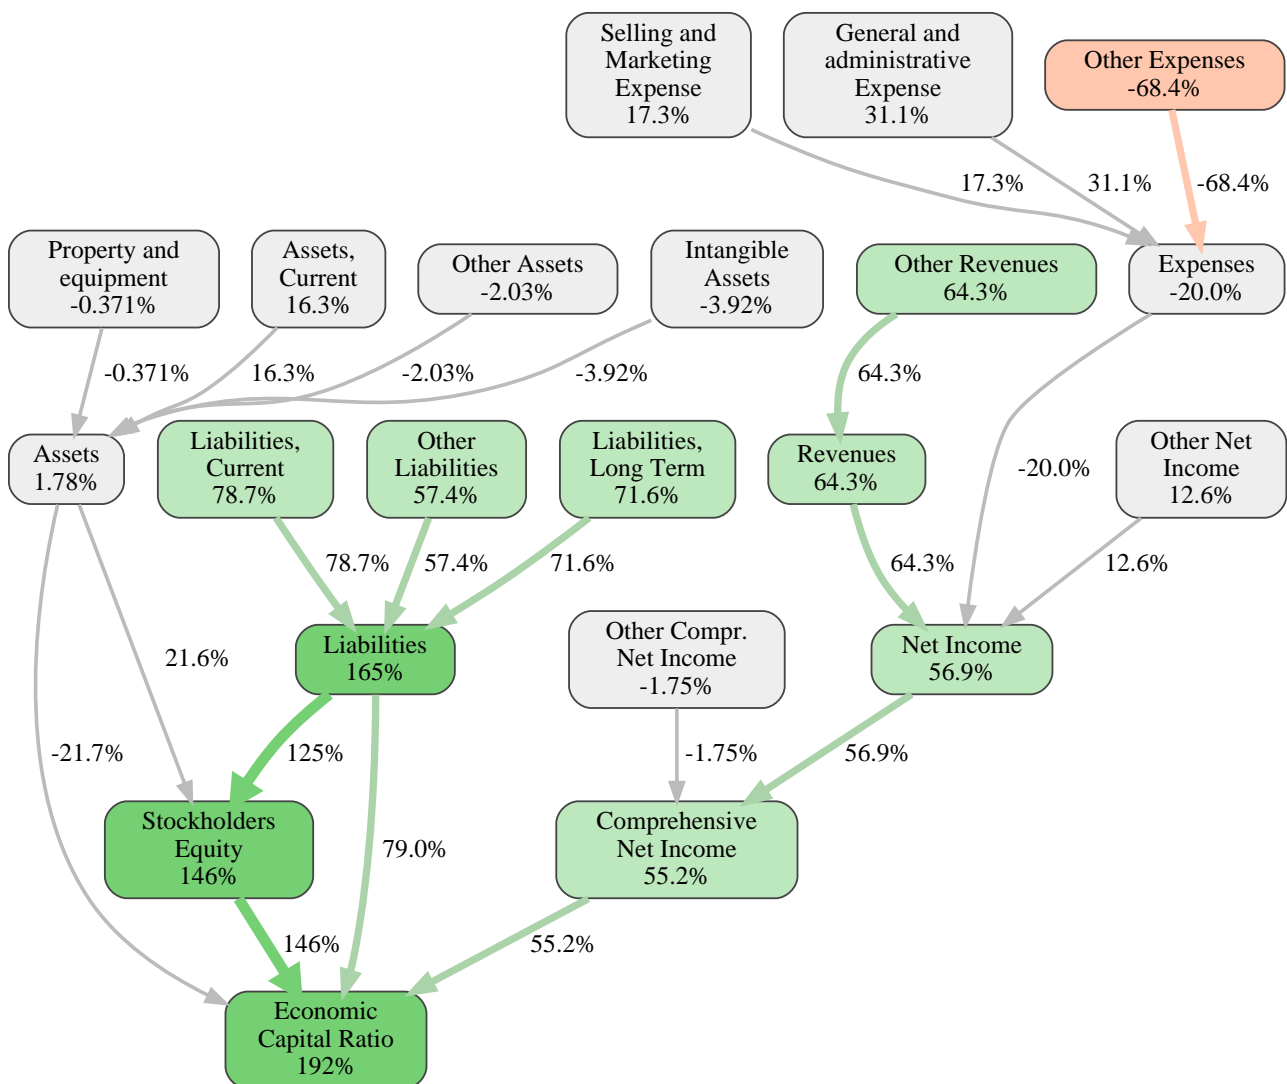 Selling and
Marketing
Expense
17.3%
General and
administrative
Expense
31.1%
Other Expenses
-68.4%
17.3%
31.1%
-68.4%
Property and
equipment
-0.371%
Assets,
Current
16.3%
Other Assets
-2.03%
Intangible
Assets
-3.92%
Other Revenues
64.3%
Expenses
-20.0%
-0.371%
16.3%
-2.03%
-3.92%
64.3%
Assets
1.78%
Liabilities,
Current
78.7%
Other
Liabilities
57.4%
Liabilities,
Long Term
71.6%
Revenues
64.3%
-20.0%
Other Net
Income
12.6%
78.7%
57.4%
71.6%
64.3%
12.6%
21.6%
Liabilities
165%
Other Compr.
Net Income
-1.75%
Net Income
56.9%
-21.7%
125%
-1.75%
56.9%
Stockholders
Equity
146%
79.0%
Comprehensive
Net Income
55.2%
146%
55.2%
Economic
Capital Ratio
192%